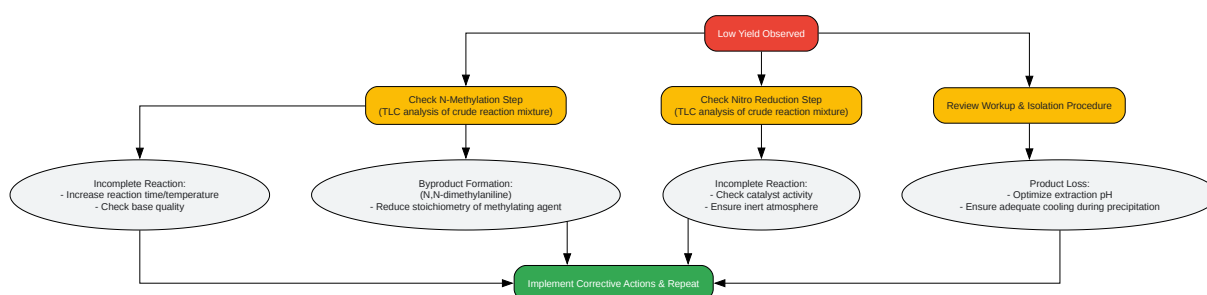 Low Yield Observed
Check N-Methylation Step
(TLC analysis of crude reaction mixture)
Check Nitro Reduction Step
(TLC analysis of crude reaction mixture)
Review Workup & Isolation Procedure
Incomplete Reaction:
- Increase reaction time/temperature
- Check base quality
Byproduct Formation:
(N,N-dimethylaniline)
- Reduce stoichiometry of methylating agent
Incomplete Reaction:
- Check catalyst activity
- Ensure inert atmosphere
Product Loss:
- Optimize extraction pH
- Ensure adequate cooling during precipitation
Implement Corrective Actions & Repeat